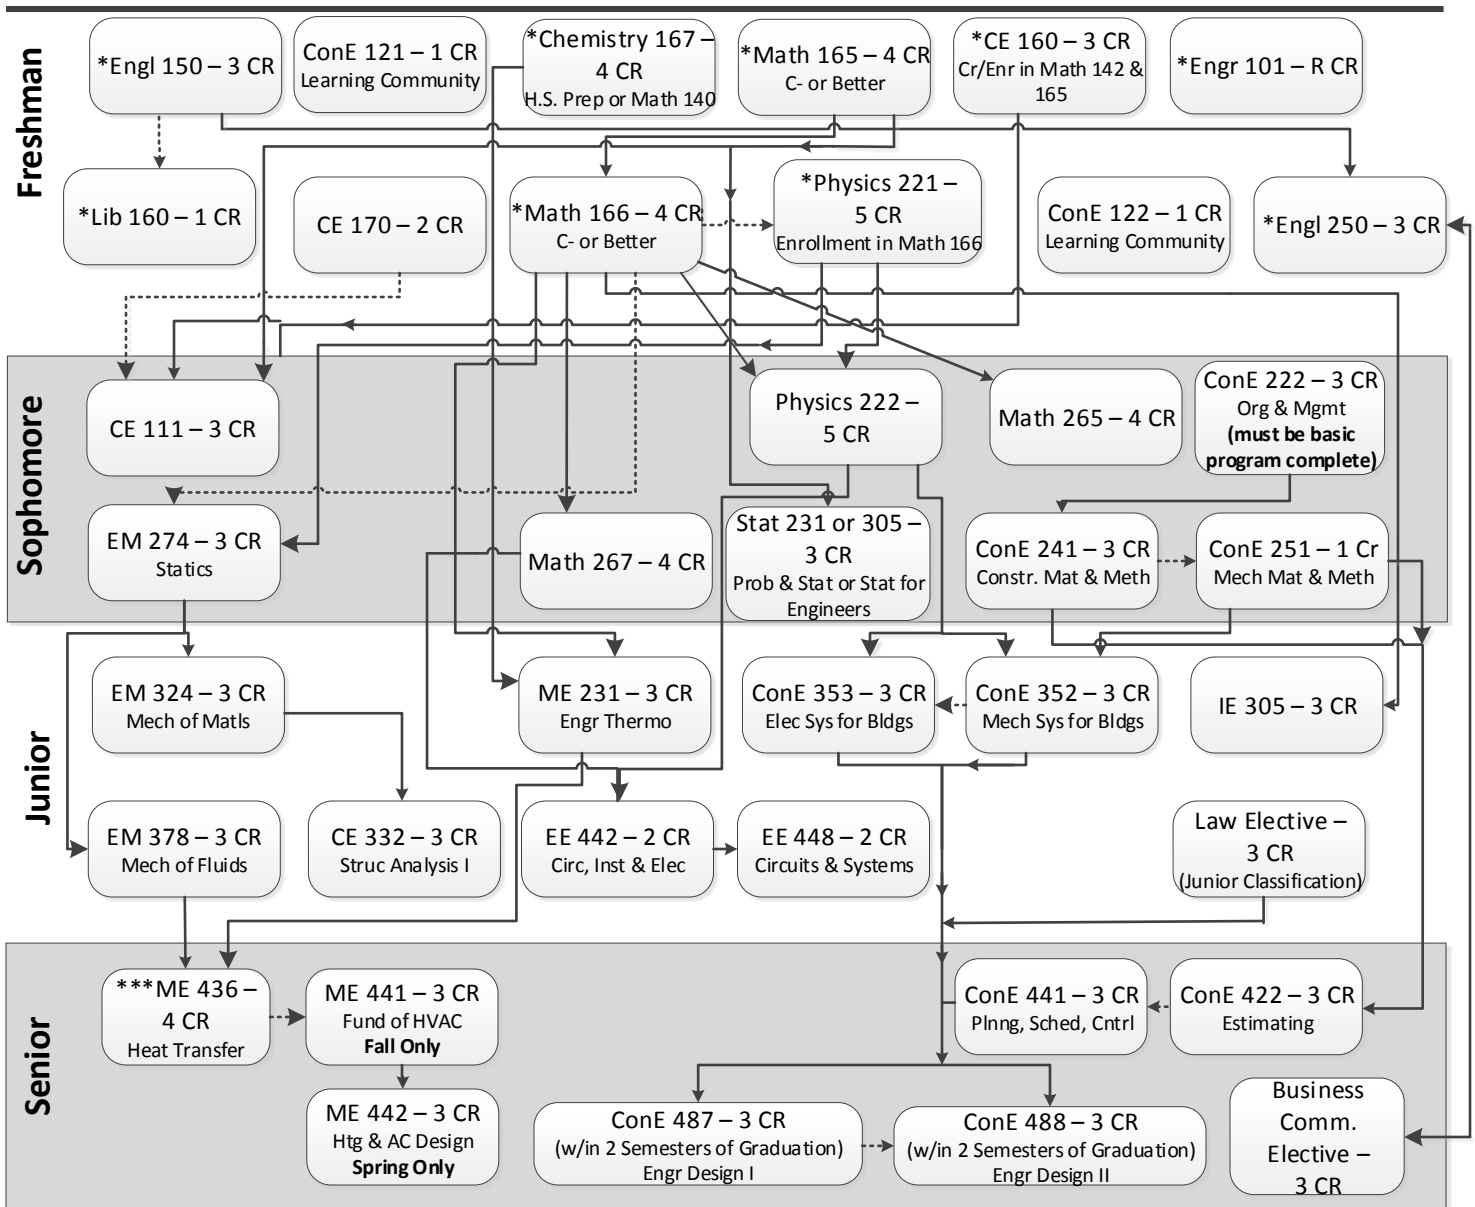 Freshman
*Engl 150 – 3 CR
ConE 121 – 1 CR
Learning Community
*Chemistry 167 –
4 CR
H.S. Prep or Math 140
*Math 165 – 4 CR
C- or Better
*CE 160 – 3 CR
Cr/Enr in Math 142 &
165
*Engr 101 – R CR
*Lib 160 – 1 CR
CE 170 – 2 CR
*Math 166 – 4 CR
C- or Better
*Physics 221 –
5 CR
Enrollment in Math 166
ConE 122 – 1 CR
Learning Community
*Engl 250 – 3 CR
Sophomore
CE 111 – 3 CR
Physics 222 –
5 CR
Math 265 – 4 CR
ConE 222 – 3 CR
Org & Mgmt
(must be basic
program complete)
EM 274 – 3 CR
Statics
Math 267 – 4 CR
Stat 231 or 305 –
3 CR
Prob & Stat or Stat for
Engineers
ConE 241 – 3 CR
Constr. Mat & Meth
ConE 251 – 1 Cr
Mech Mat & Meth
Junior
EM 324 – 3 CR
Mech of Matls
ME 231 – 3 CR
Engr Thermo
ConE 353 – 3 CR
Elec Sys for Bldgs
ConE 352 – 3 CR
Mech Sys for Bldgs
IE 305 – 3 CR
EM 378 – 3 CR
Mech of Fluids
CE 332 – 3 CR
Struc Analysis I
EE 442 – 2 CR
Circ, Inst & Elec
EE 448 – 2 CR
Circuits & Systems
Law Elective –
3 CR
(Junior Classification)
Senior
***ME 436 –
4 CR
Heat Transfer
ME 441 – 3 CR
Fund of HVAC
Fall Only
ConE 441 – 3 CR
Plnng, Sched, Cntrl
ConE 422 – 3 CR
Estimating
ME 442 – 3 CR
Htg & AC Design
Spring Only
ConE 487 – 3 CR
(w/in 2 Semesters of Graduation)
Engr Design I
ConE 488 – 3 CR
(w/in 2 Semesters of Graduation)
Engr Design II
Business
Comm.
Elective –
3 CR